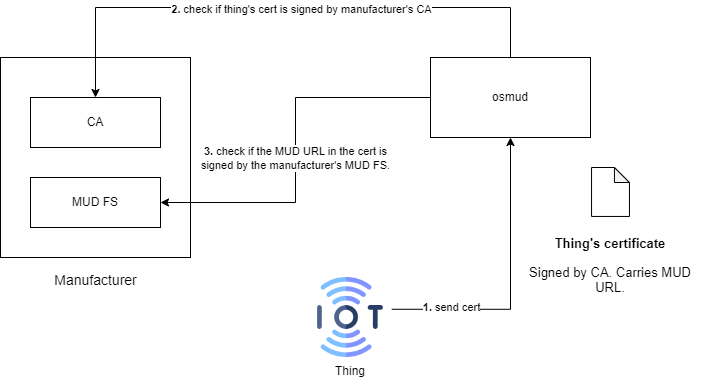 2. check if thing's cert is signed by manufacturer's CA
CA
osmud
3. check if the MUD URL in the cert is
signed by the manufacturer's MUD FS.
MUD FS
Thing's certificate
Signed by CA. Carries MUD
URL.
Manufacturer
IOT
1. send cert
Thing